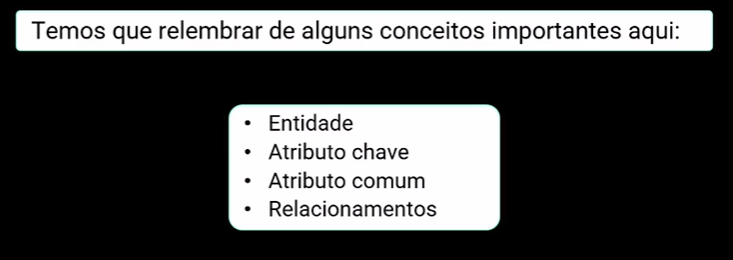 Temos que relembrar de alguns conceitos importantes aqui:
• Entidade
• Atributo chave
• Atributo comum
• Relacionamentos